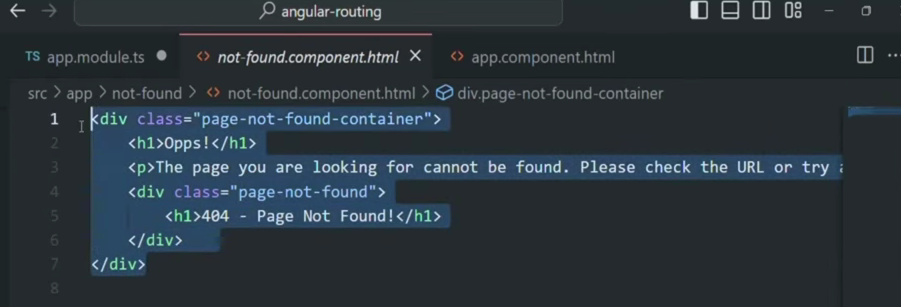 angular-routing
TS app.module.ts
not-found.component.html
app.component.html
src > app > not-found > not-found.component.html > div.page-not-found-container
1 <div class="page-not-found-container">
2 <h1>Opps!</h1>
3 <p>The page you are looking for cannot be found. Please check the URL or try
4 <div class="page-not-found">
5 <h1>404 - Page Not Found!</h1>
6 </div>
7 </div>
8